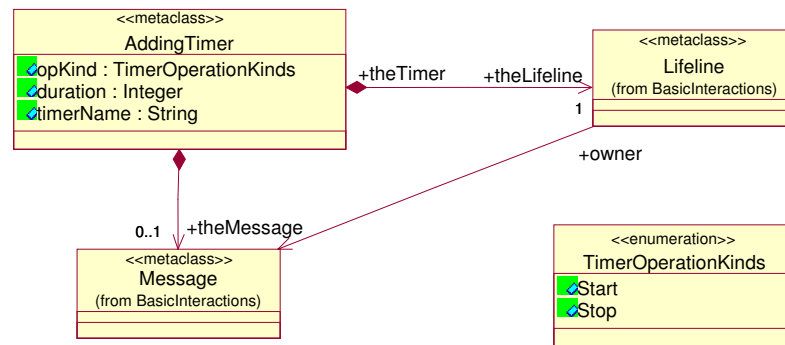 <<metaclass>>
AddingTimer
opKind : TimerOperationKinds
duration : Integer
timerName : String
+theTimer
+theLifeline
1
<<metaclass>>
Lifeline
(from BasicInteractions)
+owner
0..1
+theMessage
<<metaclass>>
Message
(from BasicInteractions)
<<enumeration>>
TimerOperationKinds
Start
Stop